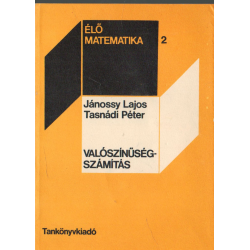 ÉLŐ
MATEMATIKA 2
Jánossy Lajos
Tasnádi Péter
VALÓSZÍNŰSÉG-
SZÁMÍTÁS
Tankönyvkiadó